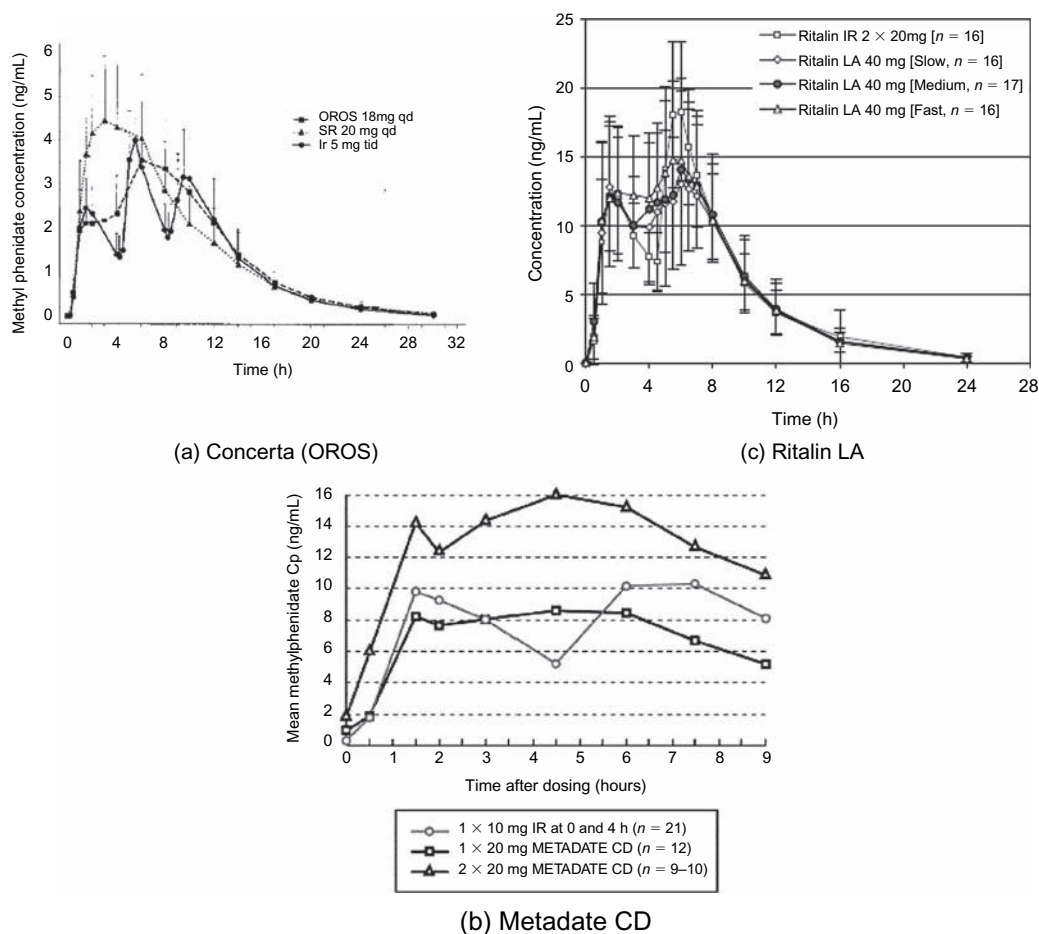 Methyl phenidate concentration (ng/mL)
6
5
4
3
2
1
0
OROS 18mg qd
SR 20 mg qd
Ir 5 mg tid
0 4 8 12 16 20 24 28 32
Time (h)
(a) Concerta (OROS)
Concentration (ng/mL)
25
20
15
10
5
0
Ritalin IR 2 × 20mg [n = 16]
Ritalin LA 40 mg [Slow, n = 16]
Ritalin LA 40 mg [Medium, n = 17]
Ritalin LA 40 mg [Fast, n = 16]
0 4 8 12 16 20 24 28
Time (h)
(c) Ritalin LA
Mean methylphenidate Cp (ng/mL)
16
14
12
10
8
6
4
2
0
0 1 2 3 4 5 6 7 8 9
Time after dosing (hours)
1 × 10 mg IR at 0 and 4 h (n = 21)
1 × 20 mg METADATE CD (n = 12)
2 × 20 mg METADATE CD (n = 9–10)
(b) Metadate CD